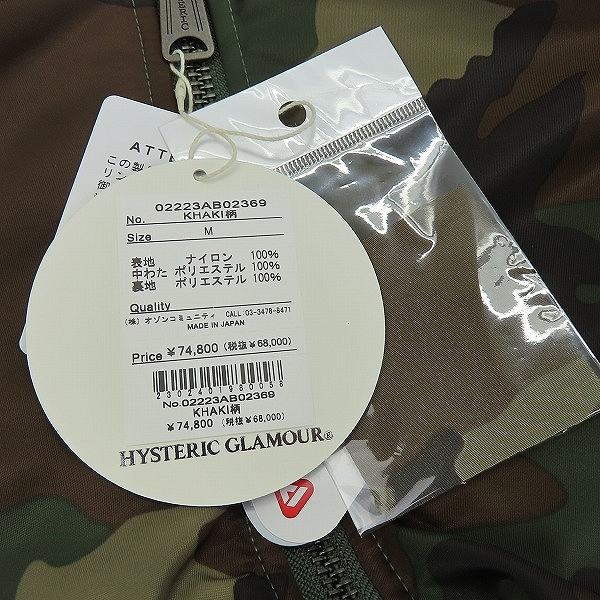 ERIC
ATTE
この製
リン
御
No. 02223AB02369
KHAKI柄
Size M
表地 ナイロン 100%
中わた ポリエステル 100%
裏地 ポリエステル 100%
Quality
(株) オゾンコミュニティ CALL 03-3478-8471
MADE IN JAPAN
Price ¥74,800 (税抜¥68,000)
2302401980058
No.02223AB02369
KHAKI柄
¥74,800 (税抜¥68,000)
HYSTERIC GLAMOUR®